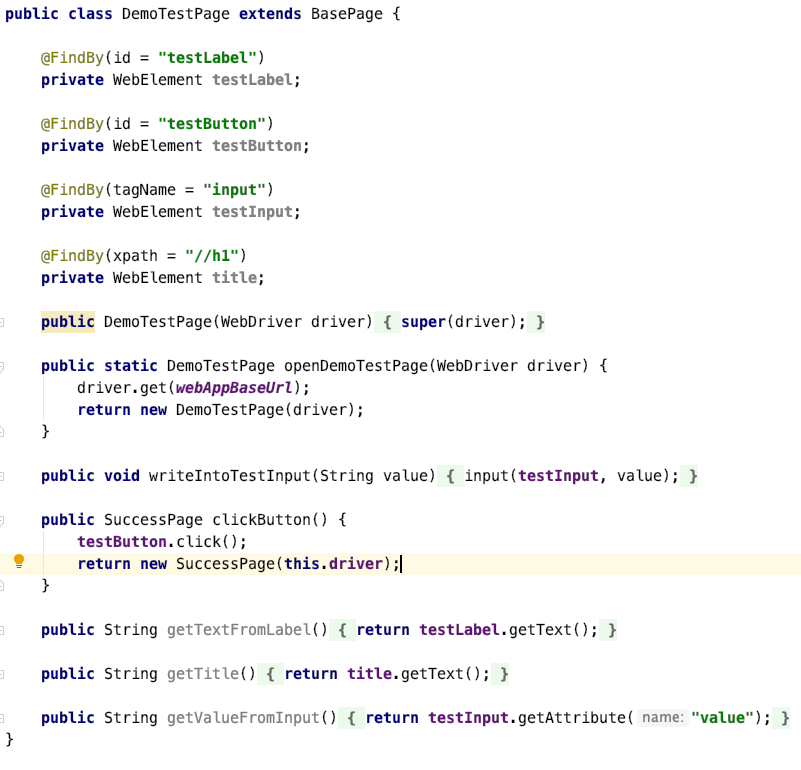 public class DemoTestPage extends BasePage {
@FindBy(id = "testLabel")
private WebElement testLabel;
@FindBy(id = "testButton")
private WebElement testButton;
@FindBy(tagName = "input")
private WebElement testInput;
@FindBy(xpath = "//h1")
private WebElement title;
public DemoTestPage(WebDriver driver) { super(driver); }
public static DemoTestPage openDemoTestPage(WebDriver driver) {
driver.get(webAppBaseUrl);
return new DemoTestPage(driver);
}
public void writeIntoTestInput(String value) { input(testInput, value); }
public SuccessPage clickButton() {
testButton.click();
return new SuccessPage(this.driver);
}
public String getTextFromLabel() { return testLabel.getText(); }
public String getTitle() { return title.getText(); }
public String getValueFromInput() { return testInput.getAttribute( name: "value"); }
}